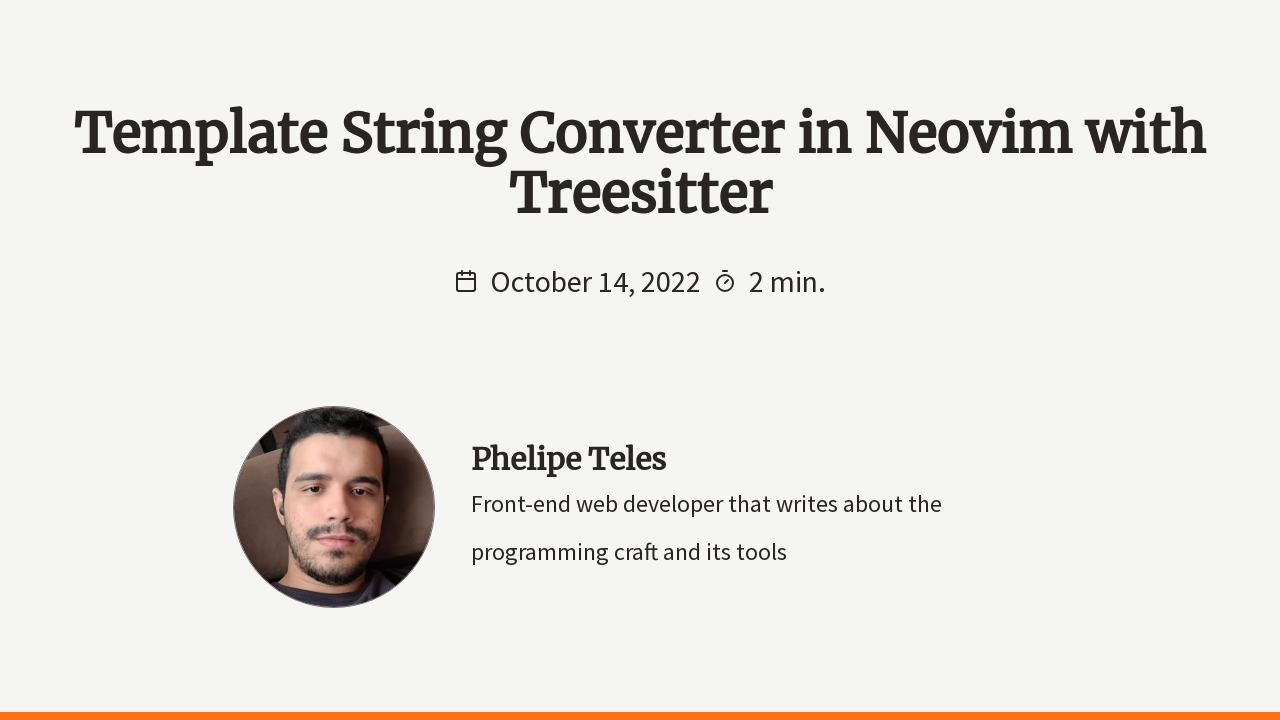 Template String Converter in Neovim with
Treesitter
October 14, 2022 2 min.
Phelipe Teles
Front-end web developer that writes about the
programming craft and its tools